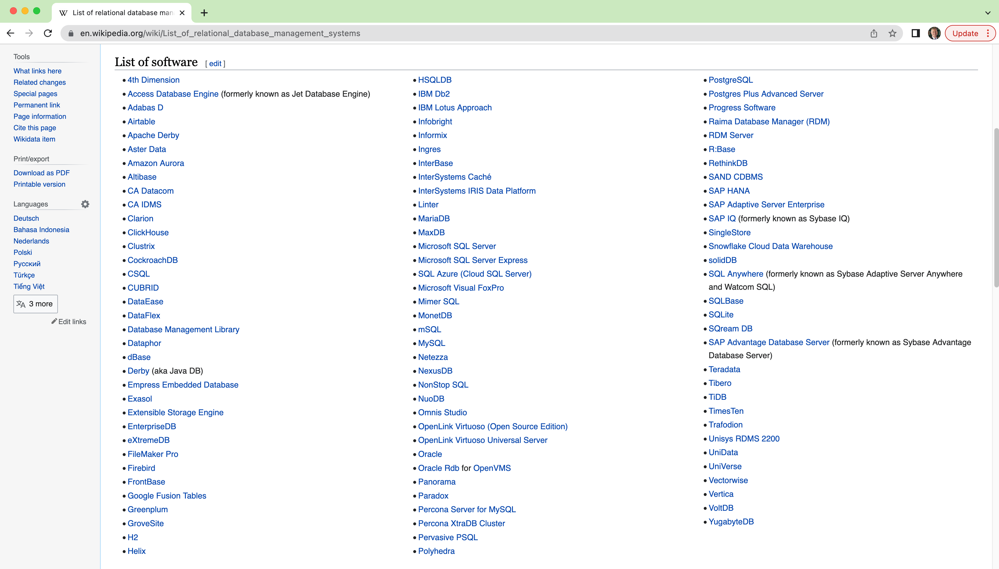 List of relational database man
en.wikipedia.org/wiki/List_of_relational_database_management_systems
Update
Tools
What links here
Related changes
Special pages
Permanent link
Page information
Cite this page
Wikidata item
Print/export
Download as PDF
Printable version
Languages
Deutsch
Bahasa Indonesia
Nederlands
Polski
Русский
Türkçe
Tiếng Việt
3 more
Edit links
List of software [ edit ]
4th Dimension
Access Database Engine (formerly known as Jet Database Engine)
Adabas D
Airtable
Apache Derby
Aster Data
Amazon Aurora
Altibase
CA Datacom
CA IDMS
Clarion
ClickHouse
Clustrix
CockroachDB
CSQL
CUBRID
DataEase
DataFlex
Database Management Library
Dataphor
dBase
Derby (aka Java DB)
Empress Embedded Database
Exasol
Extensible Storage Engine
EnterpriseDB
eXtremeDB
FileMaker Pro
Firebird
FrontBase
Google Fusion Tables
Greenplum
GroveSite
H2
Helix
HSQLDB
IBM Db2
IBM Lotus Approach
Infobright
Informix
Ingres
InterBase
InterSystems Caché
InterSystems IRIS Data Platform
Linter
MariaDB
MaxDB
Microsoft SQL Server
Microsoft SQL Server Express
SQL Azure (Cloud SQL Server)
Microsoft Visual FoxPro
Mimer SQL
MonetDB
mSQL
MySQL
Netezza
NexusDB
NonStop SQL
NuoDB
Omnis Studio
OpenLink Virtuoso (Open Source Edition)
OpenLink Virtuoso Universal Server
Oracle
Oracle Rdb for OpenVMS
Panorama
Paradox
Percona Server for MySQL
Percona XtraDB Cluster
Pervasive PSQL
Polyhedra
PostgreSQL
Postgres Plus Advanced Server
Progress Software
Raima Database Manager (RDM)
RDM Server
R:Base
RethinkDB
SAND CDBMS
SAP HANA
SAP Adaptive Server Enterprise
SAP IQ (formerly known as Sybase IQ)
SingleStore
Snowflake Cloud Data Warehouse
solidDB
SQL Anywhere (formerly known as Sybase Adaptive Server Anywhere
and Watcom SQL)
SQLBase
SQLite
SQream DB
SAP Advantage Database Server (formerly known as Sybase Advantage
Database Server)
Teradata
Tibero
TiDB
TimesTen
Trafodion
Unisys RDMS 2200
UniData
UniVerse
Vectorwise
Vertica
VoltDB
YugabyteDB